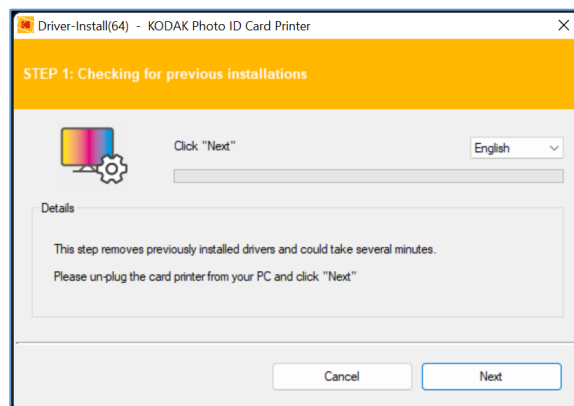 Driver-Install(64) - KODAK Photo ID Card Printer
STEP 1: Checking for previous installations
Click "Next"
English
Details
This step removes previously installed drivers and could take several minutes.
Please un-plug the card printer from your PC and click "Next"
Cancel
Next